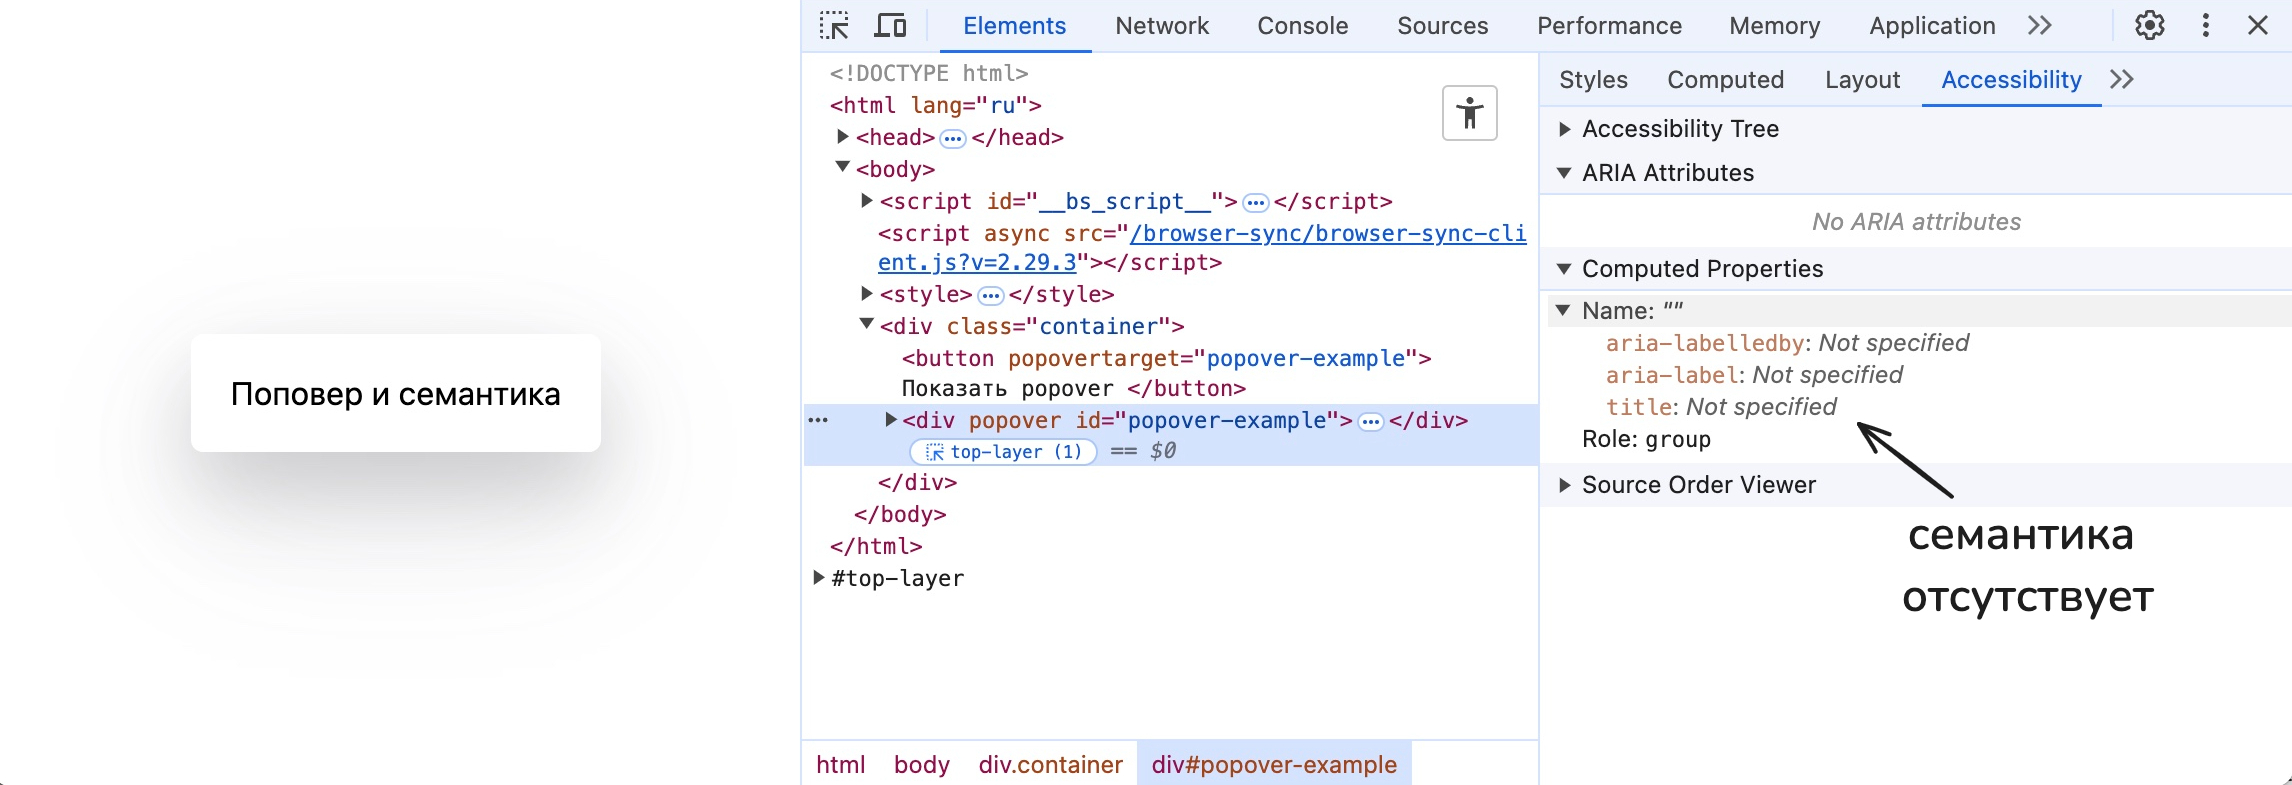 Поповер и семантика
Elements Network Console Sources Performance Memory Application
<!DOCTYPE html>
<html lang="ru">
<head> ••• </head>
<body>
<script id="__bs_script__"> ••• </script>
<script async src="/browser-sync/browser-sync-cli
ent.js?v=2.29.3"></script>
<style> ••• </style>
<div class="container">
<button popovertarget="popover-example">
Показать popover </button>
••• <div popover id="popover-example"> ••• </div>
top-layer (1) == $0
</div>
</body>
</html>
#top-layer
html body div.container div#popover-example
Styles Computed Layout Accessibility
Accessibility Tree
ARIA Attributes
No ARIA attributes
Computed Properties
Name: ""
aria-labelledby: Not specified
aria-label: Not specified
title: Not specified
Role: group
Source Order Viewer
семантика
отсутствует